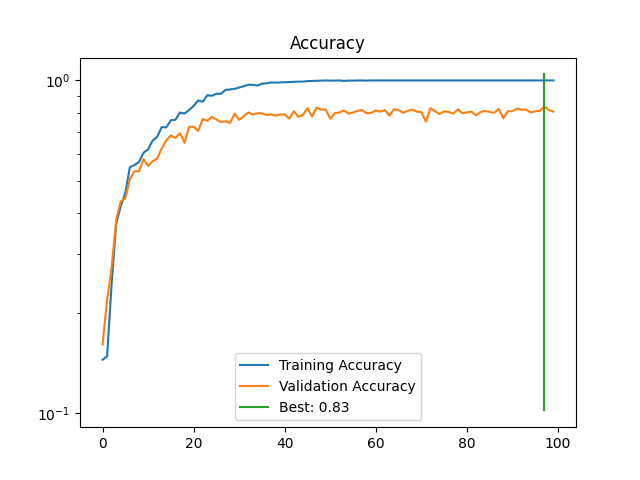 Accuracy
10⁰
10⁻¹
Training Accuracy
Validation Accuracy
Best: 0.83
0 20 40 60 80 100